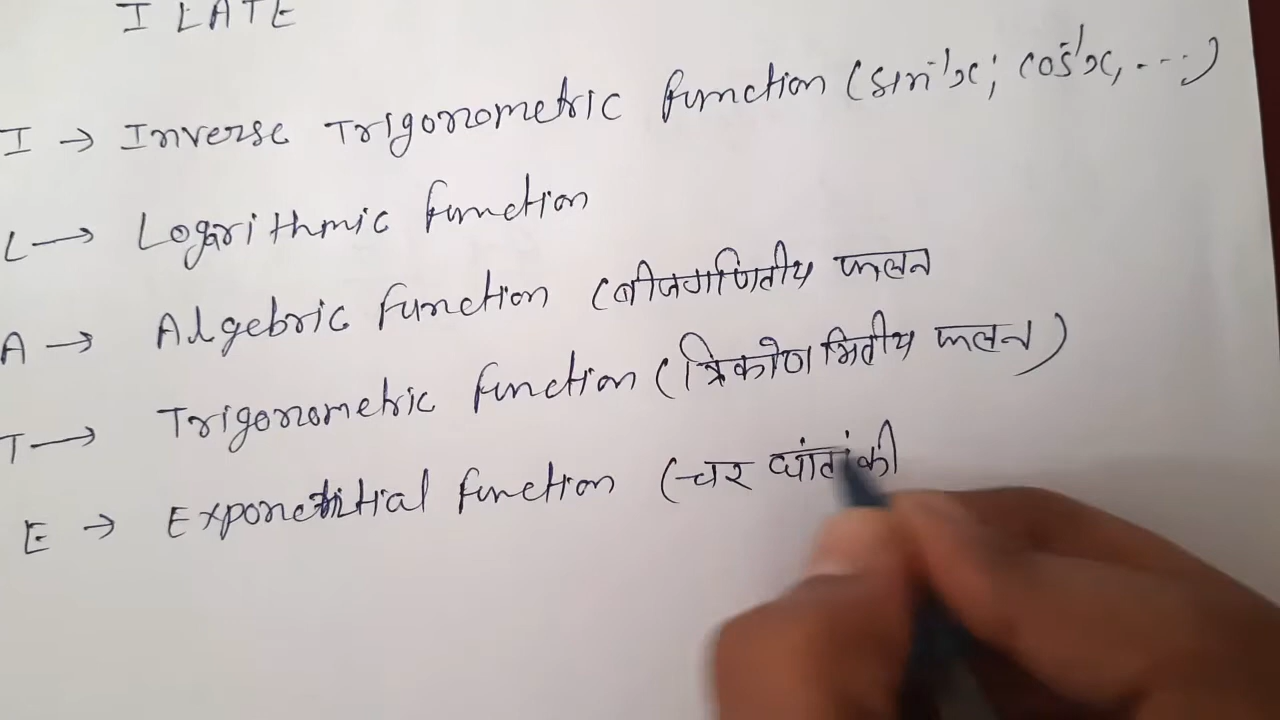 I LATE
I → Inverse Trigonometric function (sin⁻¹x; cos⁻¹x, ...)
L → Logarithmic function
A → Algebric function (बीजगणितीय फलन
T → Trigonometric function (त्रिकोणमितीय फलन)
E → function (चर घांतांकी